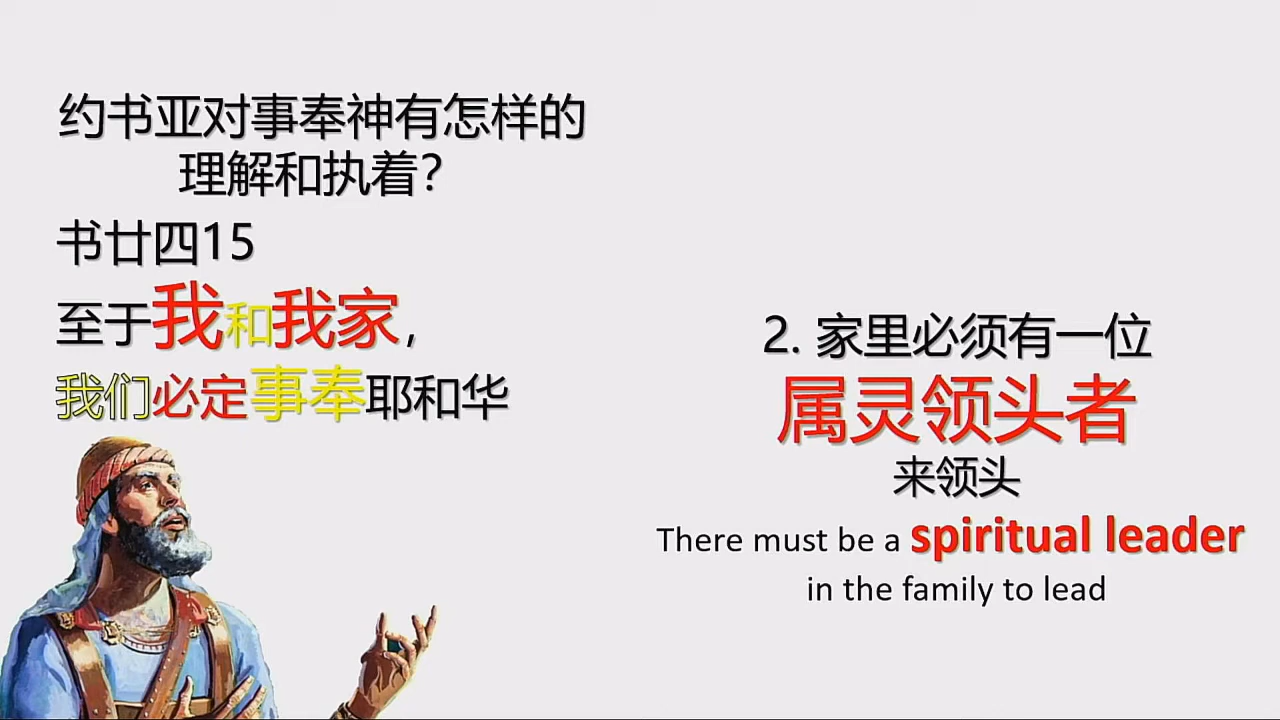 约书亚对事奉神有怎样的
理解和执着？
书廿四15
至于我和我家，
我们必定事奉耶和华
2. 家里必须有一位
属灵领头者
来领头
There must be a spiritual leader
in the family to lead